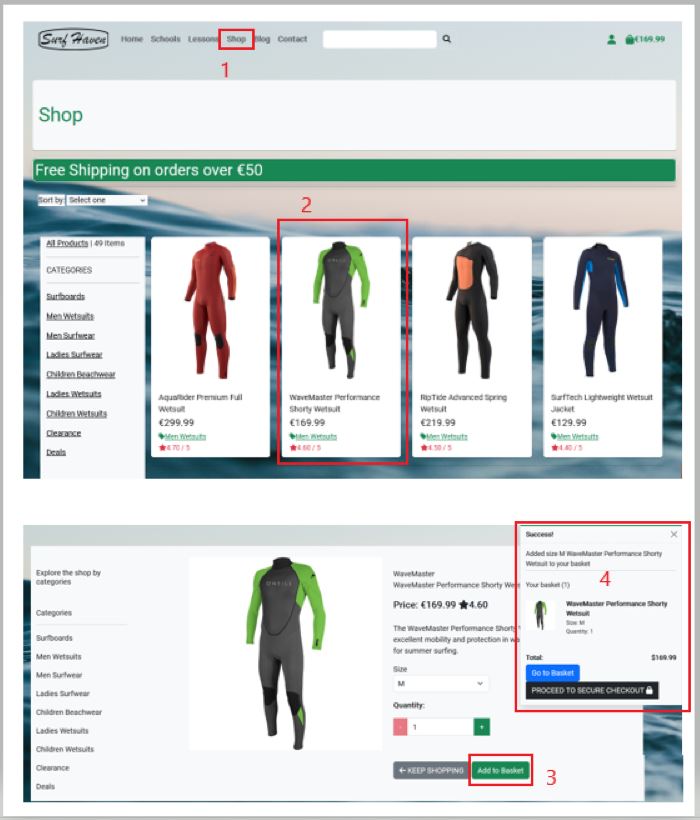 Surf Haven Home Schools Lessons Shop Blog Contact €169.99
1
Shop
Free Shipping on orders over €50
2
Sort by: Select one
All Products | 49 Items
CATEGORIES
Surfboards
Men Wetsuits
Men Surfwear
Ladies Surfwear
Children Beachwear
Ladies Wetsuits
Children Wetsuits
Clearance
Deals
AquaRider Premium Full
Wetsuit
€299.99
Men Wetsuits
4.70 / 5
WaveMaster Performance
Shorty Wetsuit
€169.99
Men Wetsuits
4.60 / 5
RipTide Advanced Spring
Wetsuit
€219.99
Men Wetsuits
4.50 / 5
SurfTech Lightweight Wetsuit
Jacket
€129.99
Men Wetsuits
4.40 / 5
Explore the shop by
categories
Categories
Surfboards
Men Wetsuits
Men Surfwear
Ladies Surfwear
Children Beachwear
Ladies Wetsuits
Children Wetsuits
Clearance
Deals
O'NEILL
WaveMaster
WaveMaster Performance Shorty Wets
Price: €169.99 4.60
The WaveMaster Performance Shorty
excellent mobility and protection in wa
for summer surfing.
Size
M
Quantity:
- 1 +
← KEEP SHOPPING Add to Basket
3
Success! ×
Added size M WaveMaster Performance Shorty
Wetsuit to your basket
4
Your basket (1)
WaveMaster Performance Shorty
Wetsuit
Size: M
Quantity: 1
Total: $169.99
Go to Basket
PROCEED TO SECURE CHECKOUT